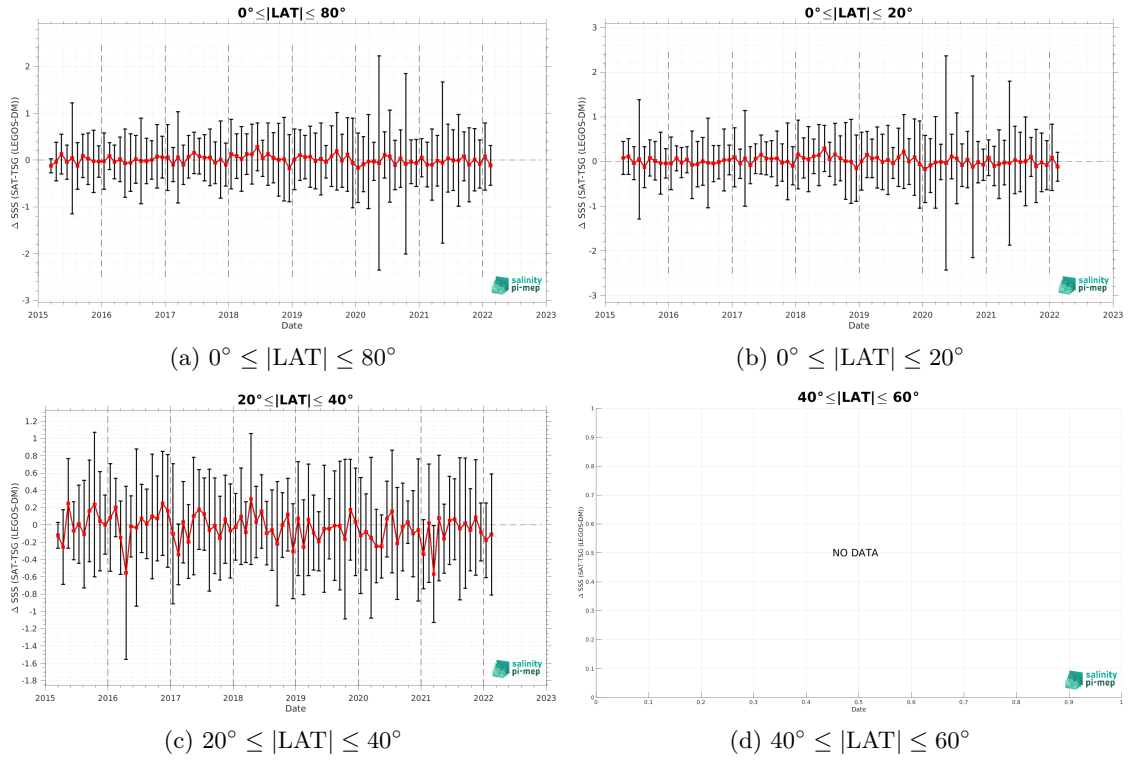 0°≤|LAT|≤ 80°
Δ SSS (SAT-TSG (LEGOS-DM))
2
1
0
-1
-2
-3
2015 2016 2017 2018 2019 2020 2021 2022 2023
Date
salinity
pi-mep
(a) 0° ≤ |LAT| ≤ 80°
0°≤|LAT|≤ 20°
Δ SSS (SAT-TSG (LEGOS-DM))
3
2
1
0
-1
-2
-3
2015 2016 2017 2018 2019 2020 2021 2022 2023
Date
salinity
pi-mep
(b) 0° ≤ |LAT| ≤ 20°
20°≤|LAT|≤ 40°
Δ SSS (SAT-TSG (LEGOS-DM))
1.2
1
0.8
0.6
0.4
0.2
0
-0.2
-0.4
-0.6
-0.8
-1
-1.2
-1.4
-1.6
-1.8
2015 2016 2017 2018 2019 2020 2021 2022 2023
Date
salinity
pi-mep
(c) 20° ≤ |LAT| ≤ 40°
40°≤|LAT|≤ 60°
Δ SSS (SAT-TSG (LEGOS-DM))
1
0.9
0.8
0.7
0.6
0.5
0.4
0.3
0.2
0.1
0
NO DATA
0 0.1 0.2 0.3 0.4 0.5 0.6 0.7 0.8 0.9 1
Date
salinity
pi-mep
(d) 40° ≤ |LAT| ≤ 60°